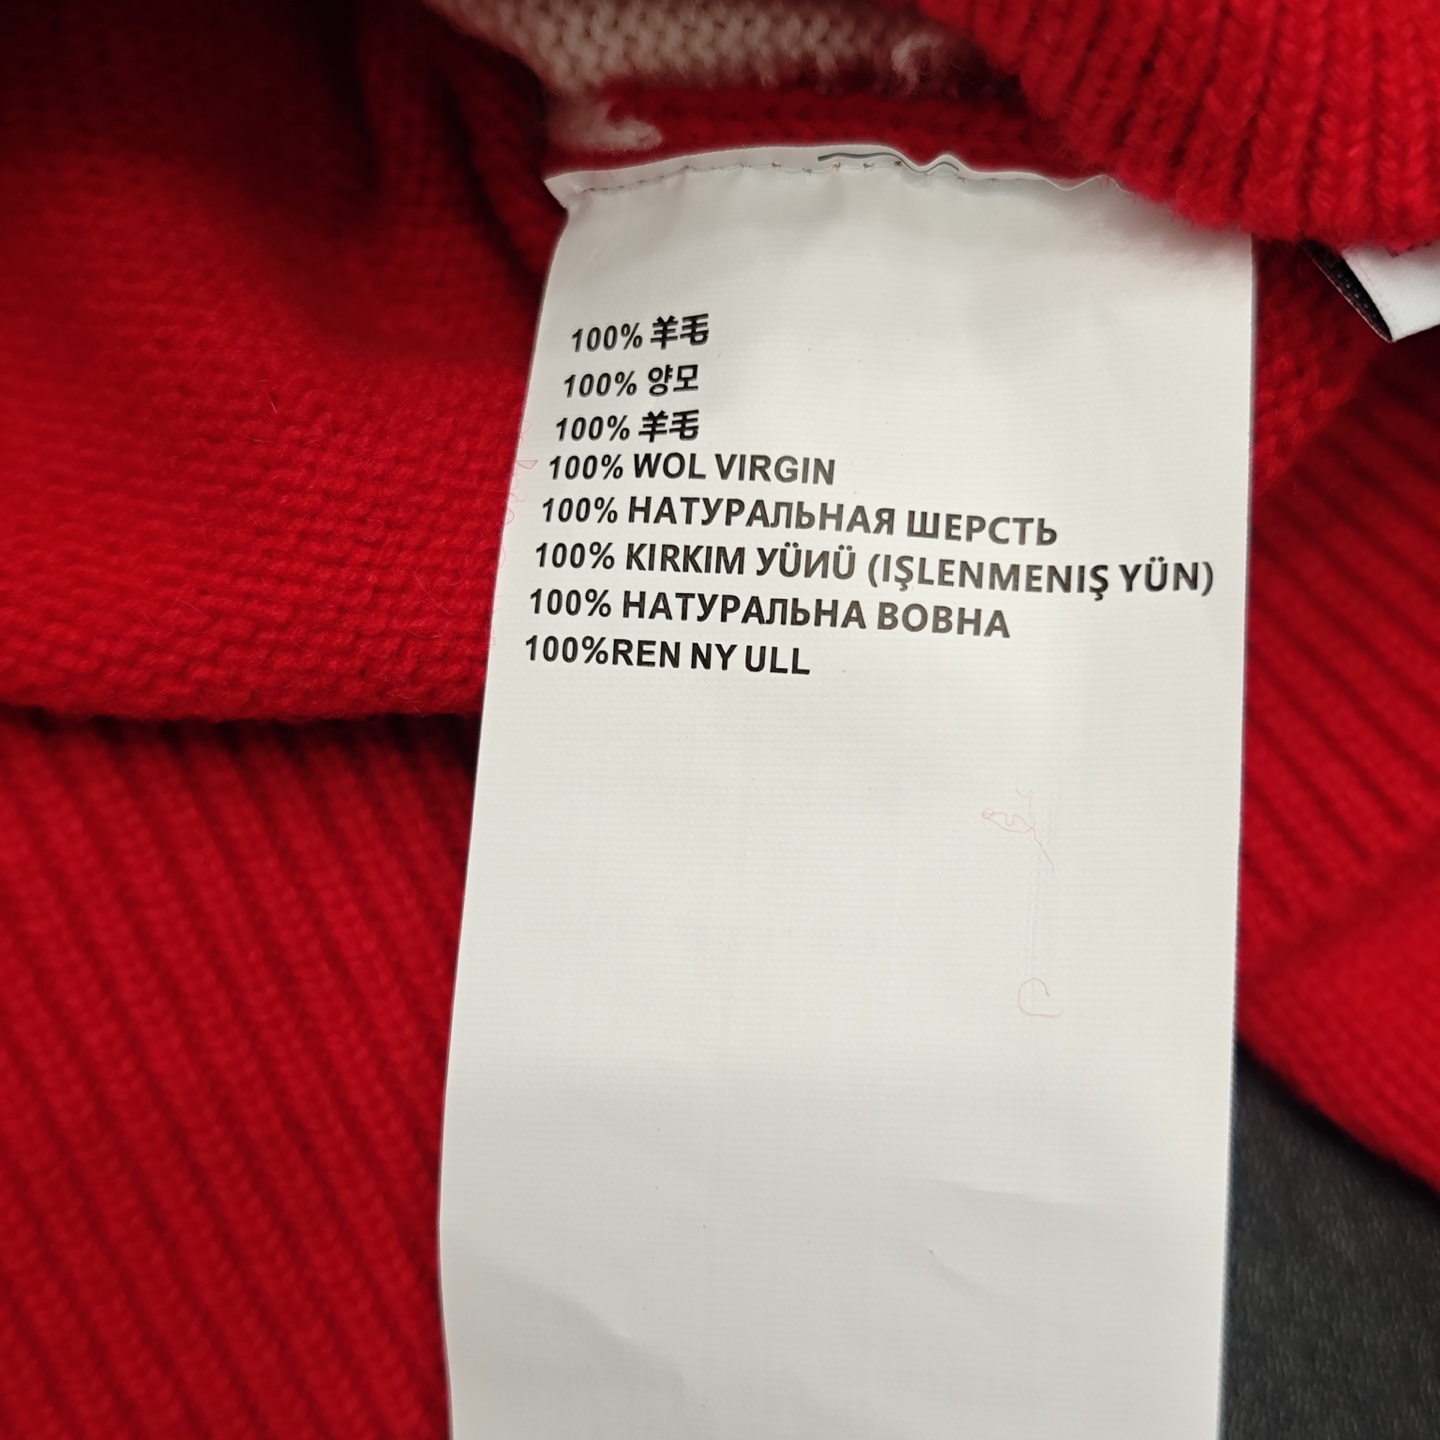 100% 羊毛
100% 양모
100% 羊毛
100% WOL VIRGIN
100% НАТУРАЛЬНАЯ ШЕРСТЬ
100% KIRKIM УÜИÜ (IŞLENMENIŞ YÜN)
100% НАТУРАЛЬНА ВОВНА
100%REN NY ULL